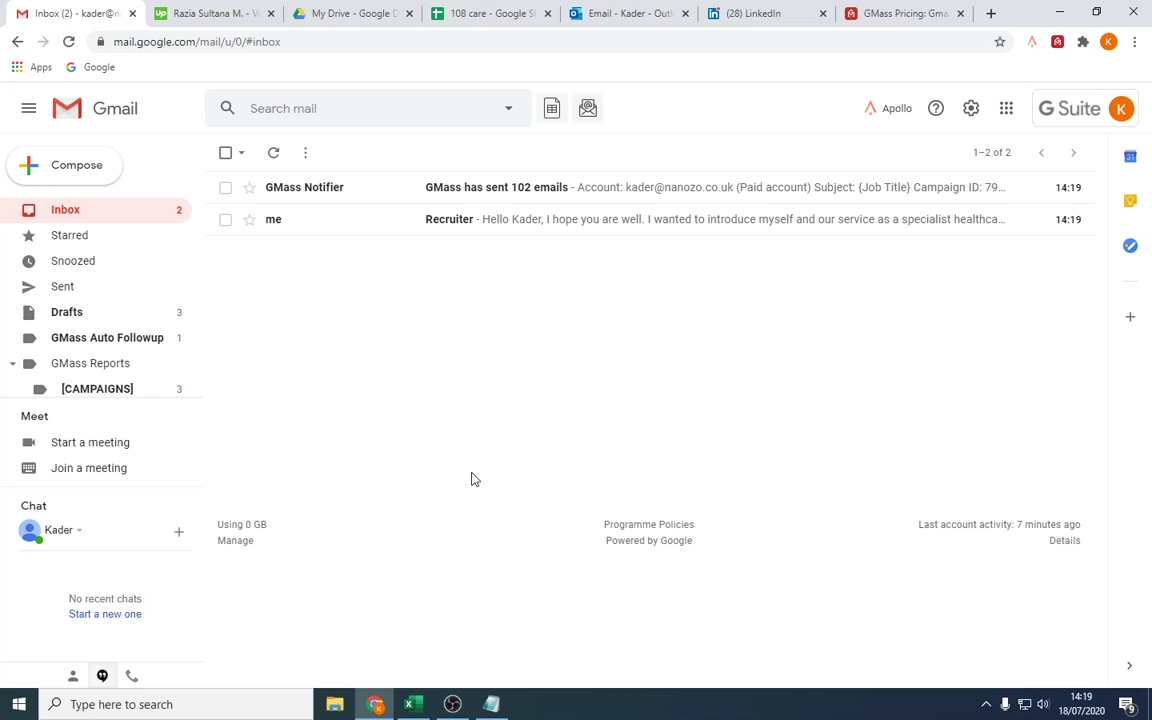 Inbox (2) - kader@n
Razia Sultana M. - V
My Drive - Google D
108 care - Google Sh
Email - Kader - Outl
(28) LinkedIn
GMass Pricing: Gma
mail.google.com/mail/u/0/#inbox
K
Apps
Google
Gmail
Search mail
Apollo
G Suite
K
Compose
1–2 of 2
GMass Notifier GMass has sent 102 emails - Account: kader@nanozo.co.uk (Paid account) Subject: {Job Title} Campaign ID: 79... 14:19
Inbox 2
me Recruiter - Hello Kader, I hope you are well. I wanted to introduce myself and our service as a specialist healthca... 14:19
Starred
Snoozed
Sent
Drafts 3
GMass Auto Followup 1
GMass Reports
[CAMPAIGNS] 3
Meet
Start a meeting
Join a meeting
Chat
Kader
Using 0 GB
Manage
Programme Policies
Powered by Google
Last account activity: 7 minutes ago
Details
No recent chats
Start a new one
Type here to search
14:19
18/07/2020
9